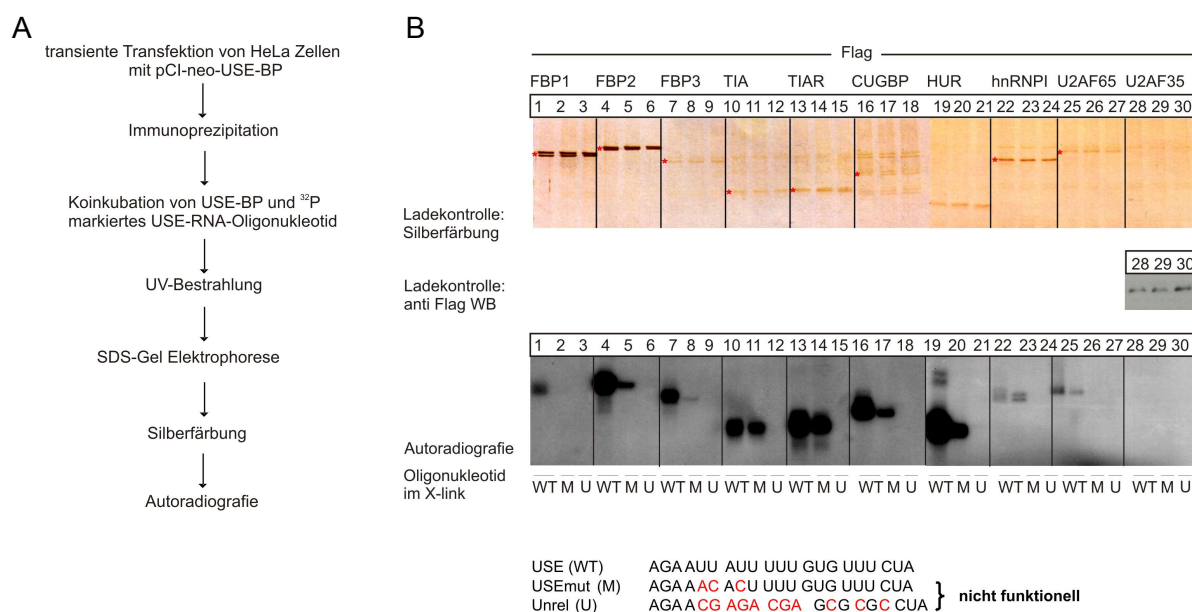 A
transiente Transfektion von HeLa Zellen
mit pCI-neo-USE-BP
Immunoprezipitation
Koinkubation von USE-BP und ³²P
markiertes USE-RNA-Oligonukleotid
UV-Bestrahlung
SDS-Gel Elektrophorese
Silberfärbung
Autoradiografie
B
Flag
FBP1 FBP2 FBP3 TIA TIAR CUGBP HUR hnRNPI U2AF65 U2AF35
1 2 3 4 5 6 7 8 9 10 11 12 13 14 15 16 17 18 19 20 21 22 23 24 25 26 27 28 29 30
* * * * * * * *
Ladekontrolle:
Silberfärbung
28 29 30
Ladekontrolle:
anti Flag WB
1 2 3 4 5 6 7 8 9 10 11 12 13 14 15 16 17 18 19 20 21 22 23 24 25 26 27 28 29 30
Autoradiografie
Oligonukleotid
im X-link
WT M U WT M U WT M U WT M U WT M U WT M U WT M U WT M U WT M U WT M U
USE (WT) AGAAUU AUU UUU GUG UUU CUA
USEmut (M) AGAAAC ACU UUU GUG UUU CUA
Unrel (U) AGAACG AGA CGA GCG CGC CUA
} nicht funktionell